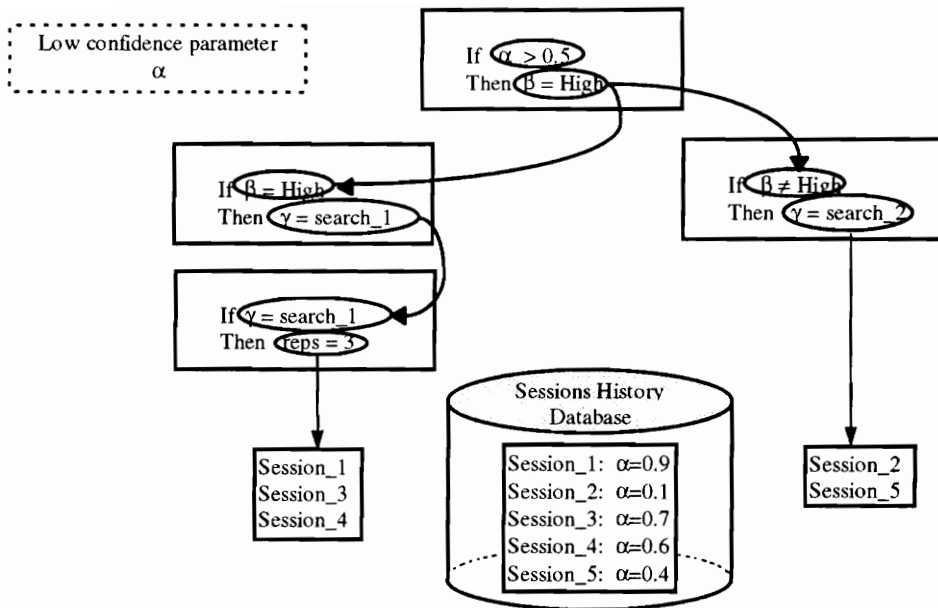 Low confidence parameter
α
If α > 0.5
Then β = High
If β = High
Then γ = search_1
If β ≠ High
Then γ = search_2
If γ = search_1
Then reps = 3
Sessions History
Database
Session_1: α=0.9
Session_2: α=0.1
Session_3: α=0.7
Session_4: α=0.6
Session_5: α=0.4
Session_1
Session_3
Session_4
Session_2
Session_5